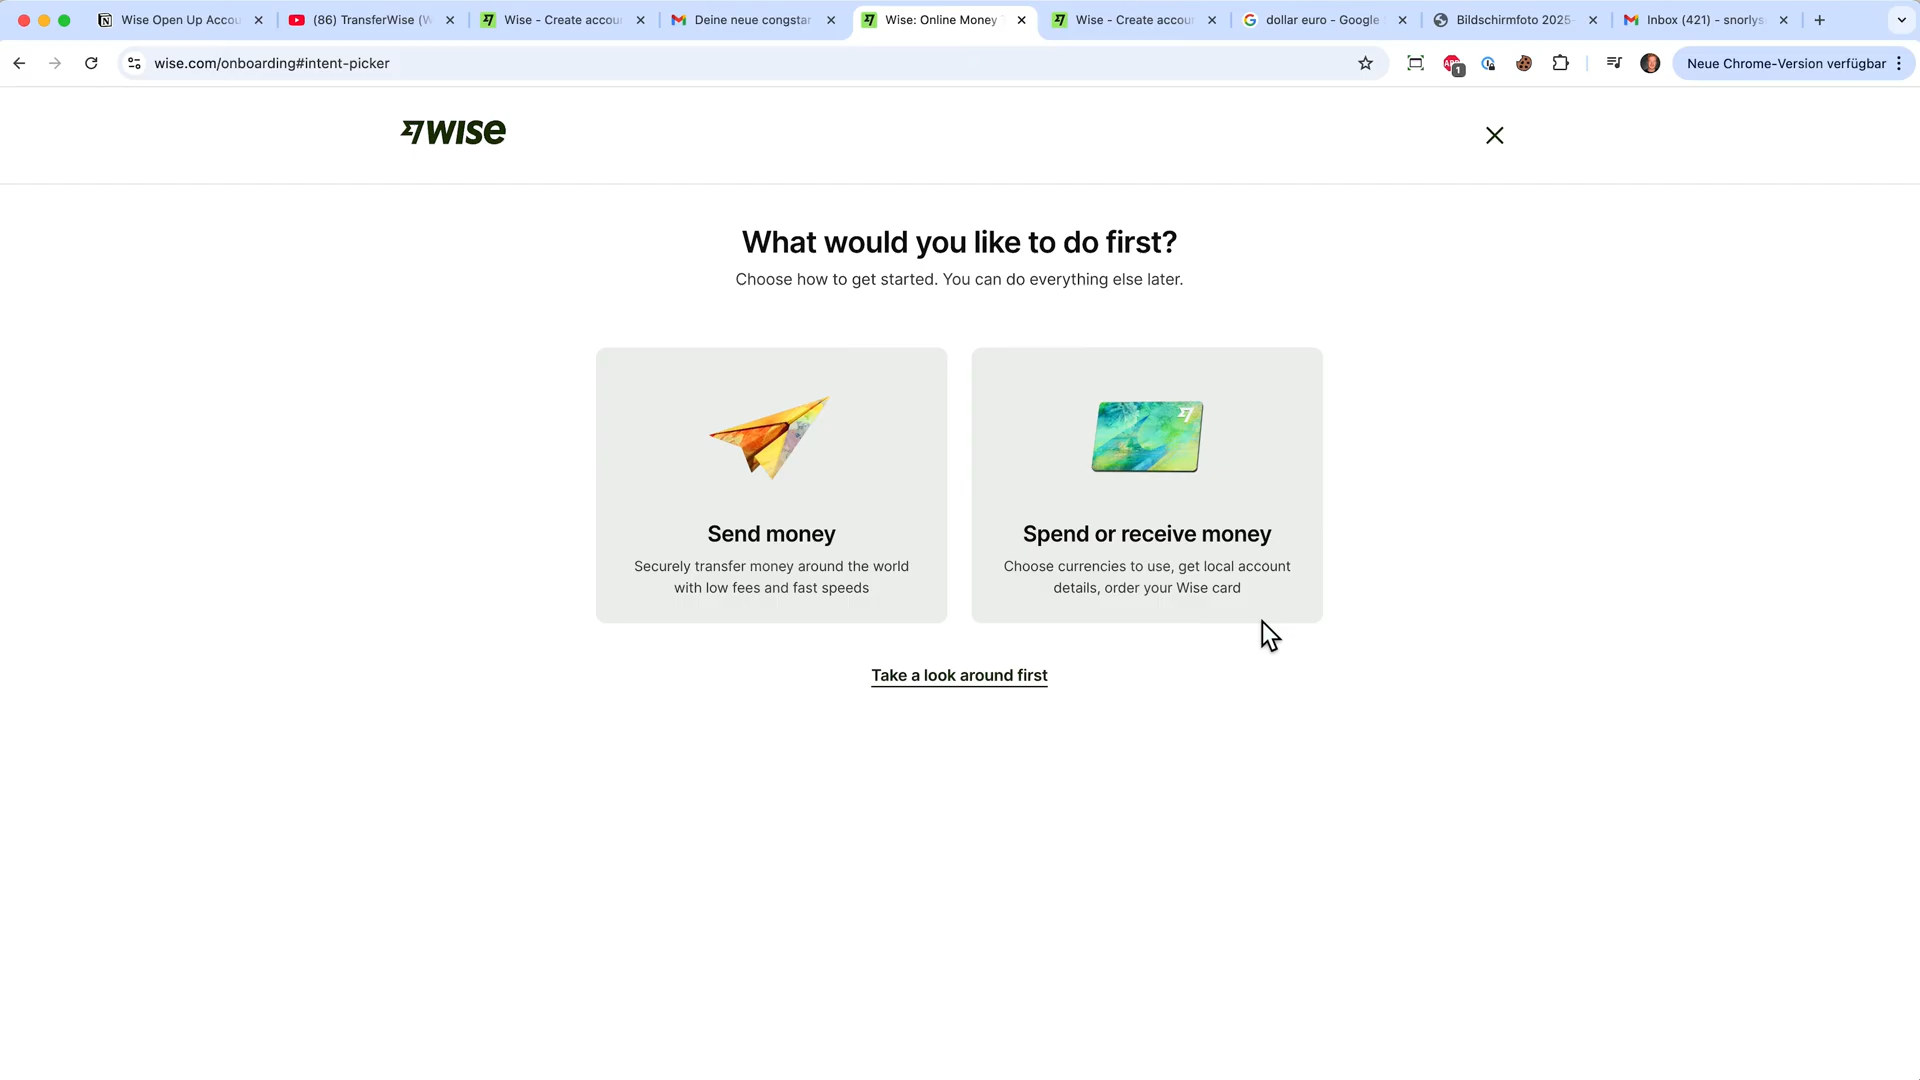 Wise Open Up Accou
(86) TransferWise (W
Wise - Create accou
Deine neue congstar
Wise: Online Money
Wise - Create accou
dollar euro - Google
Bildschirmfoto 2025-
Inbox (421) - snorlys
wise.com/onboarding#intent-picker
ABP
1
Neue Chrome-Version verfügbar
WISE
What would you like to do first?
Choose how to get started. You can do everything else later.
Send money
Securely transfer money around the world
with low fees and fast speeds
Spend or receive money
Choose currencies to use, get local account
details, order your Wise card
Take a look around first